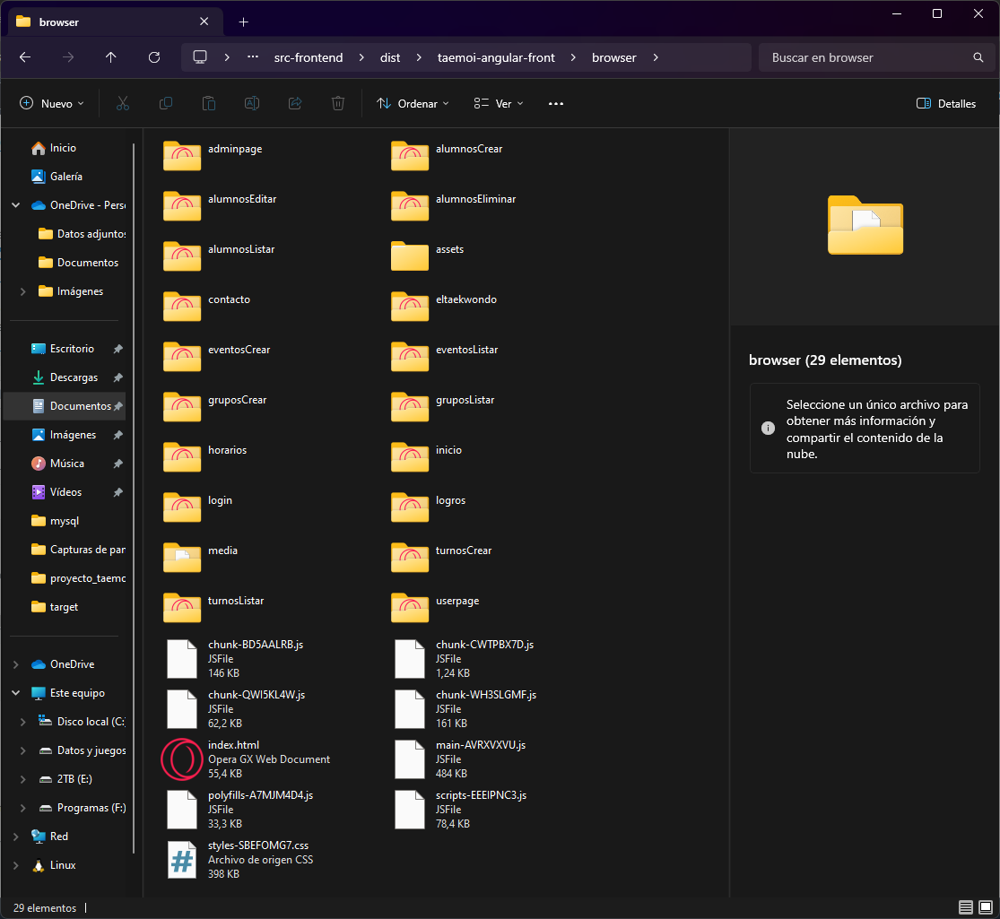 browser
src-frontend
dist
taemoi-angular-front
browser
Buscar en browser
Nuevo
Ordenar
Ver
Detalles
Inicio
Galería
OneDrive - Perso
Datos adjuntos
Documentos
Imágenes
Escritorio
Descargas
Documentos
Imágenes
Música
Vídeos
mysql
Capturas de pan
proyecto_taemo
target
OneDrive
Este equipo
Disco local (C:)
Datos y juegos
2TB (E:)
Programas (F:)
Red
Linux
adminpage
alumnosCrear
alumnosEditar
alumnosEliminar
alumnosListar
assets
contacto
eltaekwondo
eventosCrear
eventosListar
gruposCrear
gruposListar
horarios
inicio
login
logros
media
turnosCrear
turnosListar
userpage
chunk-BD5AALRB.js
JSFile
146 KB
chunk-CWTPBX7D.js
JSFile
1,24 KB
chunk-QWI5KL4W.js
JSFile
62,2 KB
chunk-WH3SLGMF.js
JSFile
161 KB
index.html
Opera GX Web Document
55,4 KB
main-AVRXVXVU.js
JSFile
484 KB
polyfills-A7MJM4D4.js
JSFile
33,3 KB
scripts-EEEIPNC3.js
JSFile
78,4 KB
styles-SBEFOMG7.css
Archivo de origen CSS
398 KB
browser (29 elementos)
Seleccione un único archivo para
obtener más información y
compartir el contenido de la
nube.
29 elementos